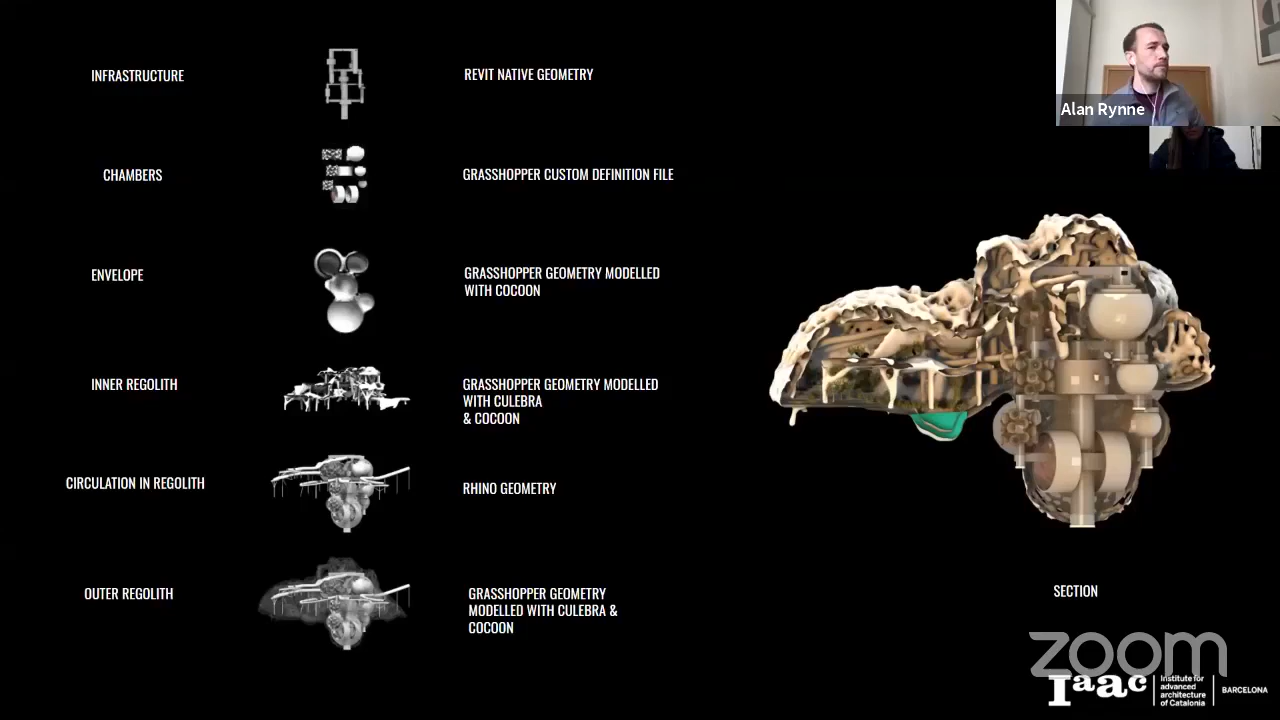 Alan Rynne
INFRASTRUCTURE
REVIT NATIVE GEOMETRY
CHAMBERS
GRASSHOPPER CUSTOM DEFINITION FILE
ENVELOPE
GRASSHOPPER GEOMETRY MODELLED
WITH COCOON
INNER REGOLITH
GRASSHOPPER GEOMETRY MODELLED
WITH CULEBRA
& COCOON
CIRCULATION IN REGOLITH
RHINO GEOMETRY
OUTER REGOLITH
GRASSHOPPER GEOMETRY
MODELLED WITH CULEBRA &
COCOON
SECTION
zoom
Iaac
Institute for
advanced
architecture
of Catalonia
BARCELONA